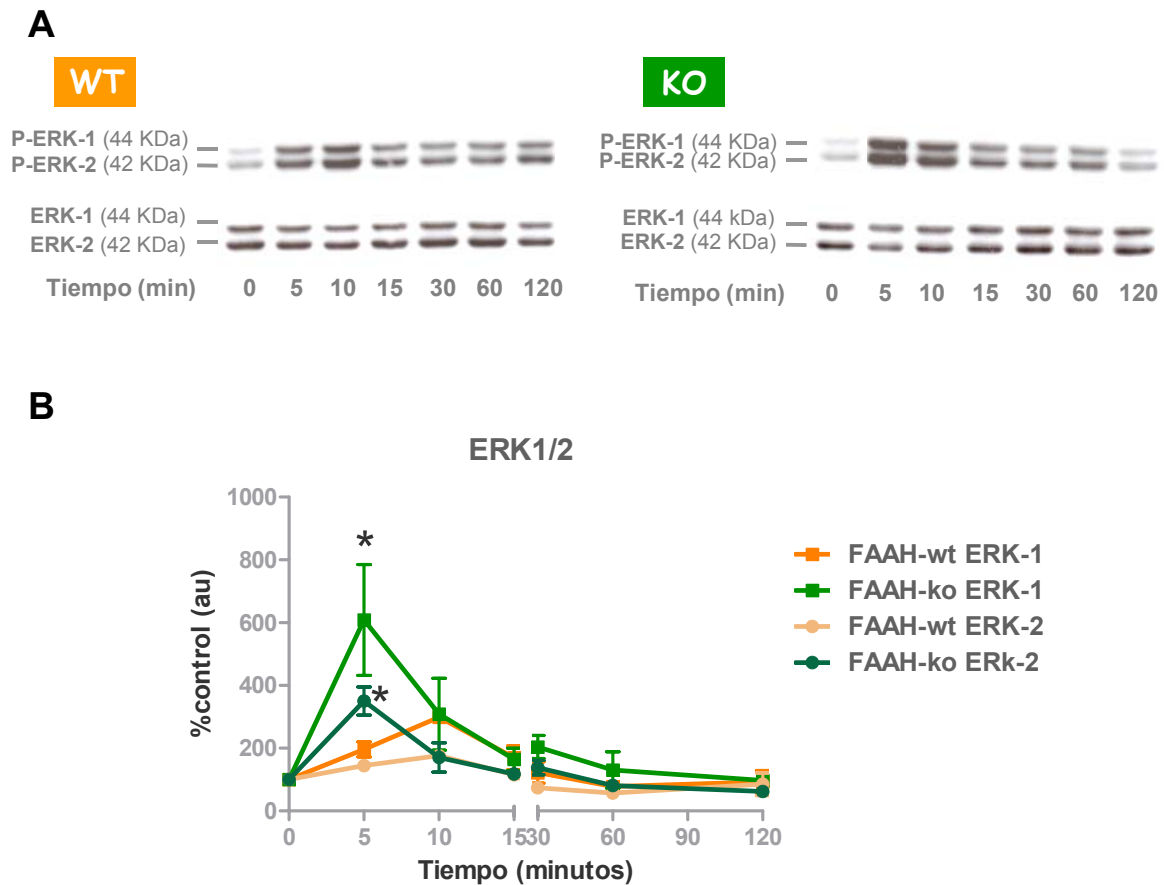 A
WT
KO
P-ERK-1 (44 KDa)
P-ERK-2 (42 KDa)
ERK-1 (44 KDa)
ERK-2 (42 KDa)
Tiempo (min) 0 5 10 15 30 60 120
P-ERK-1 (44 KDa)
P-ERK-2 (42 KDa)
ERK-1 (44 kDa)
ERK-2 (42 KDa)
Tiempo (min) 0 5 10 15 30 60 120
B
ERK1/2
%control (au)
1000
800
600
400
200
0
*
*
0 5 10 15 30 60 90 120
Tiempo (minutos)
FAAH-wt ERK-1
FAAH-ko ERK-1
FAAH-wt ERK-2
FAAH-ko ERk-2